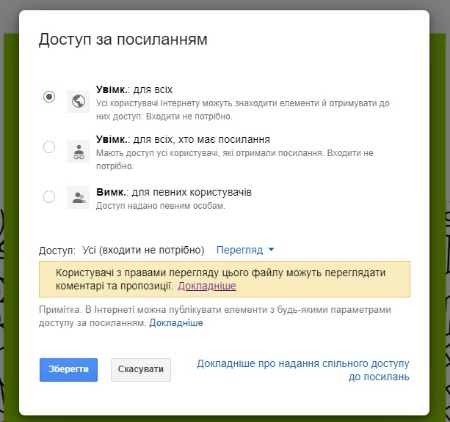 Доступ за посиланням
Увімк.: для всіх
Усі користувачі Інтернету можуть знаходити елементи й отримувати до
них доступ. Входити не потрібно.
Увімк.: для всіх, хто має посилання
Мають доступ усі користувачі, які отримали посилання. Входити не
потрібно.
Вимк.: для певних користувачів
Доступ надано певним особам.
Доступ: Усі (входити не потрібно) Перегляд
Користувачі з правами перегляду цього файлу можуть переглядати
коментарі та пропозиції. Докладніше
Примітка. В Інтернеті можна публікувати елементи з будь-якими параметрами
доступу за посиланням. Докладніше
Зберегти Скасувати Докладніше про надання спільного доступу
до посилань